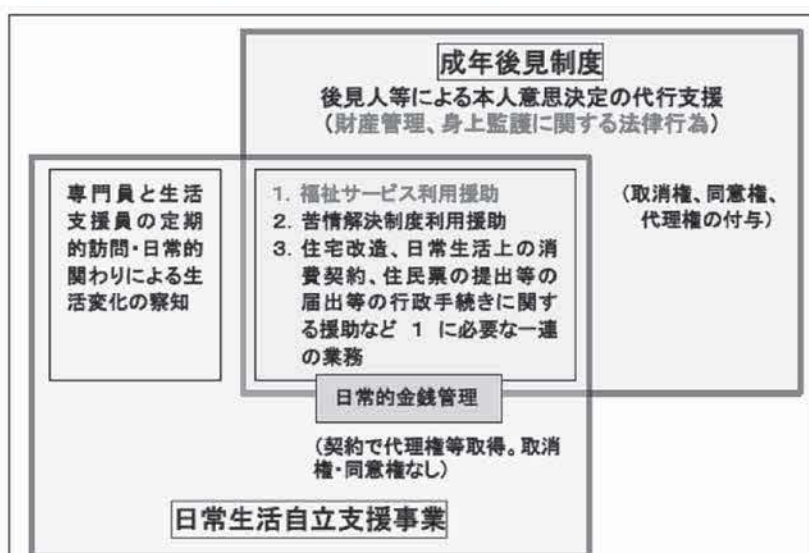 成年後見制度
後見人等による本人意思決定の代行支援
（財産管理、身上監護に関する法律行為）
専門員と生活
支援員の定期
的訪問・日常的
関わりによる生
活変化の察知
1. 福祉サービス利用援助
2. 苦情解決制度利用援助
3. 住宅改造、日常生活上の消
費契約、住民票の提出等の
届出等の行政手続きに関す
る援助など 1 に必要な一連
の業務
（取消権、同意権、
代理権の付与）
日常的金銭管理
（契約で代理権等取得。取消
権・同意権なし）
日常生活自立支援事業